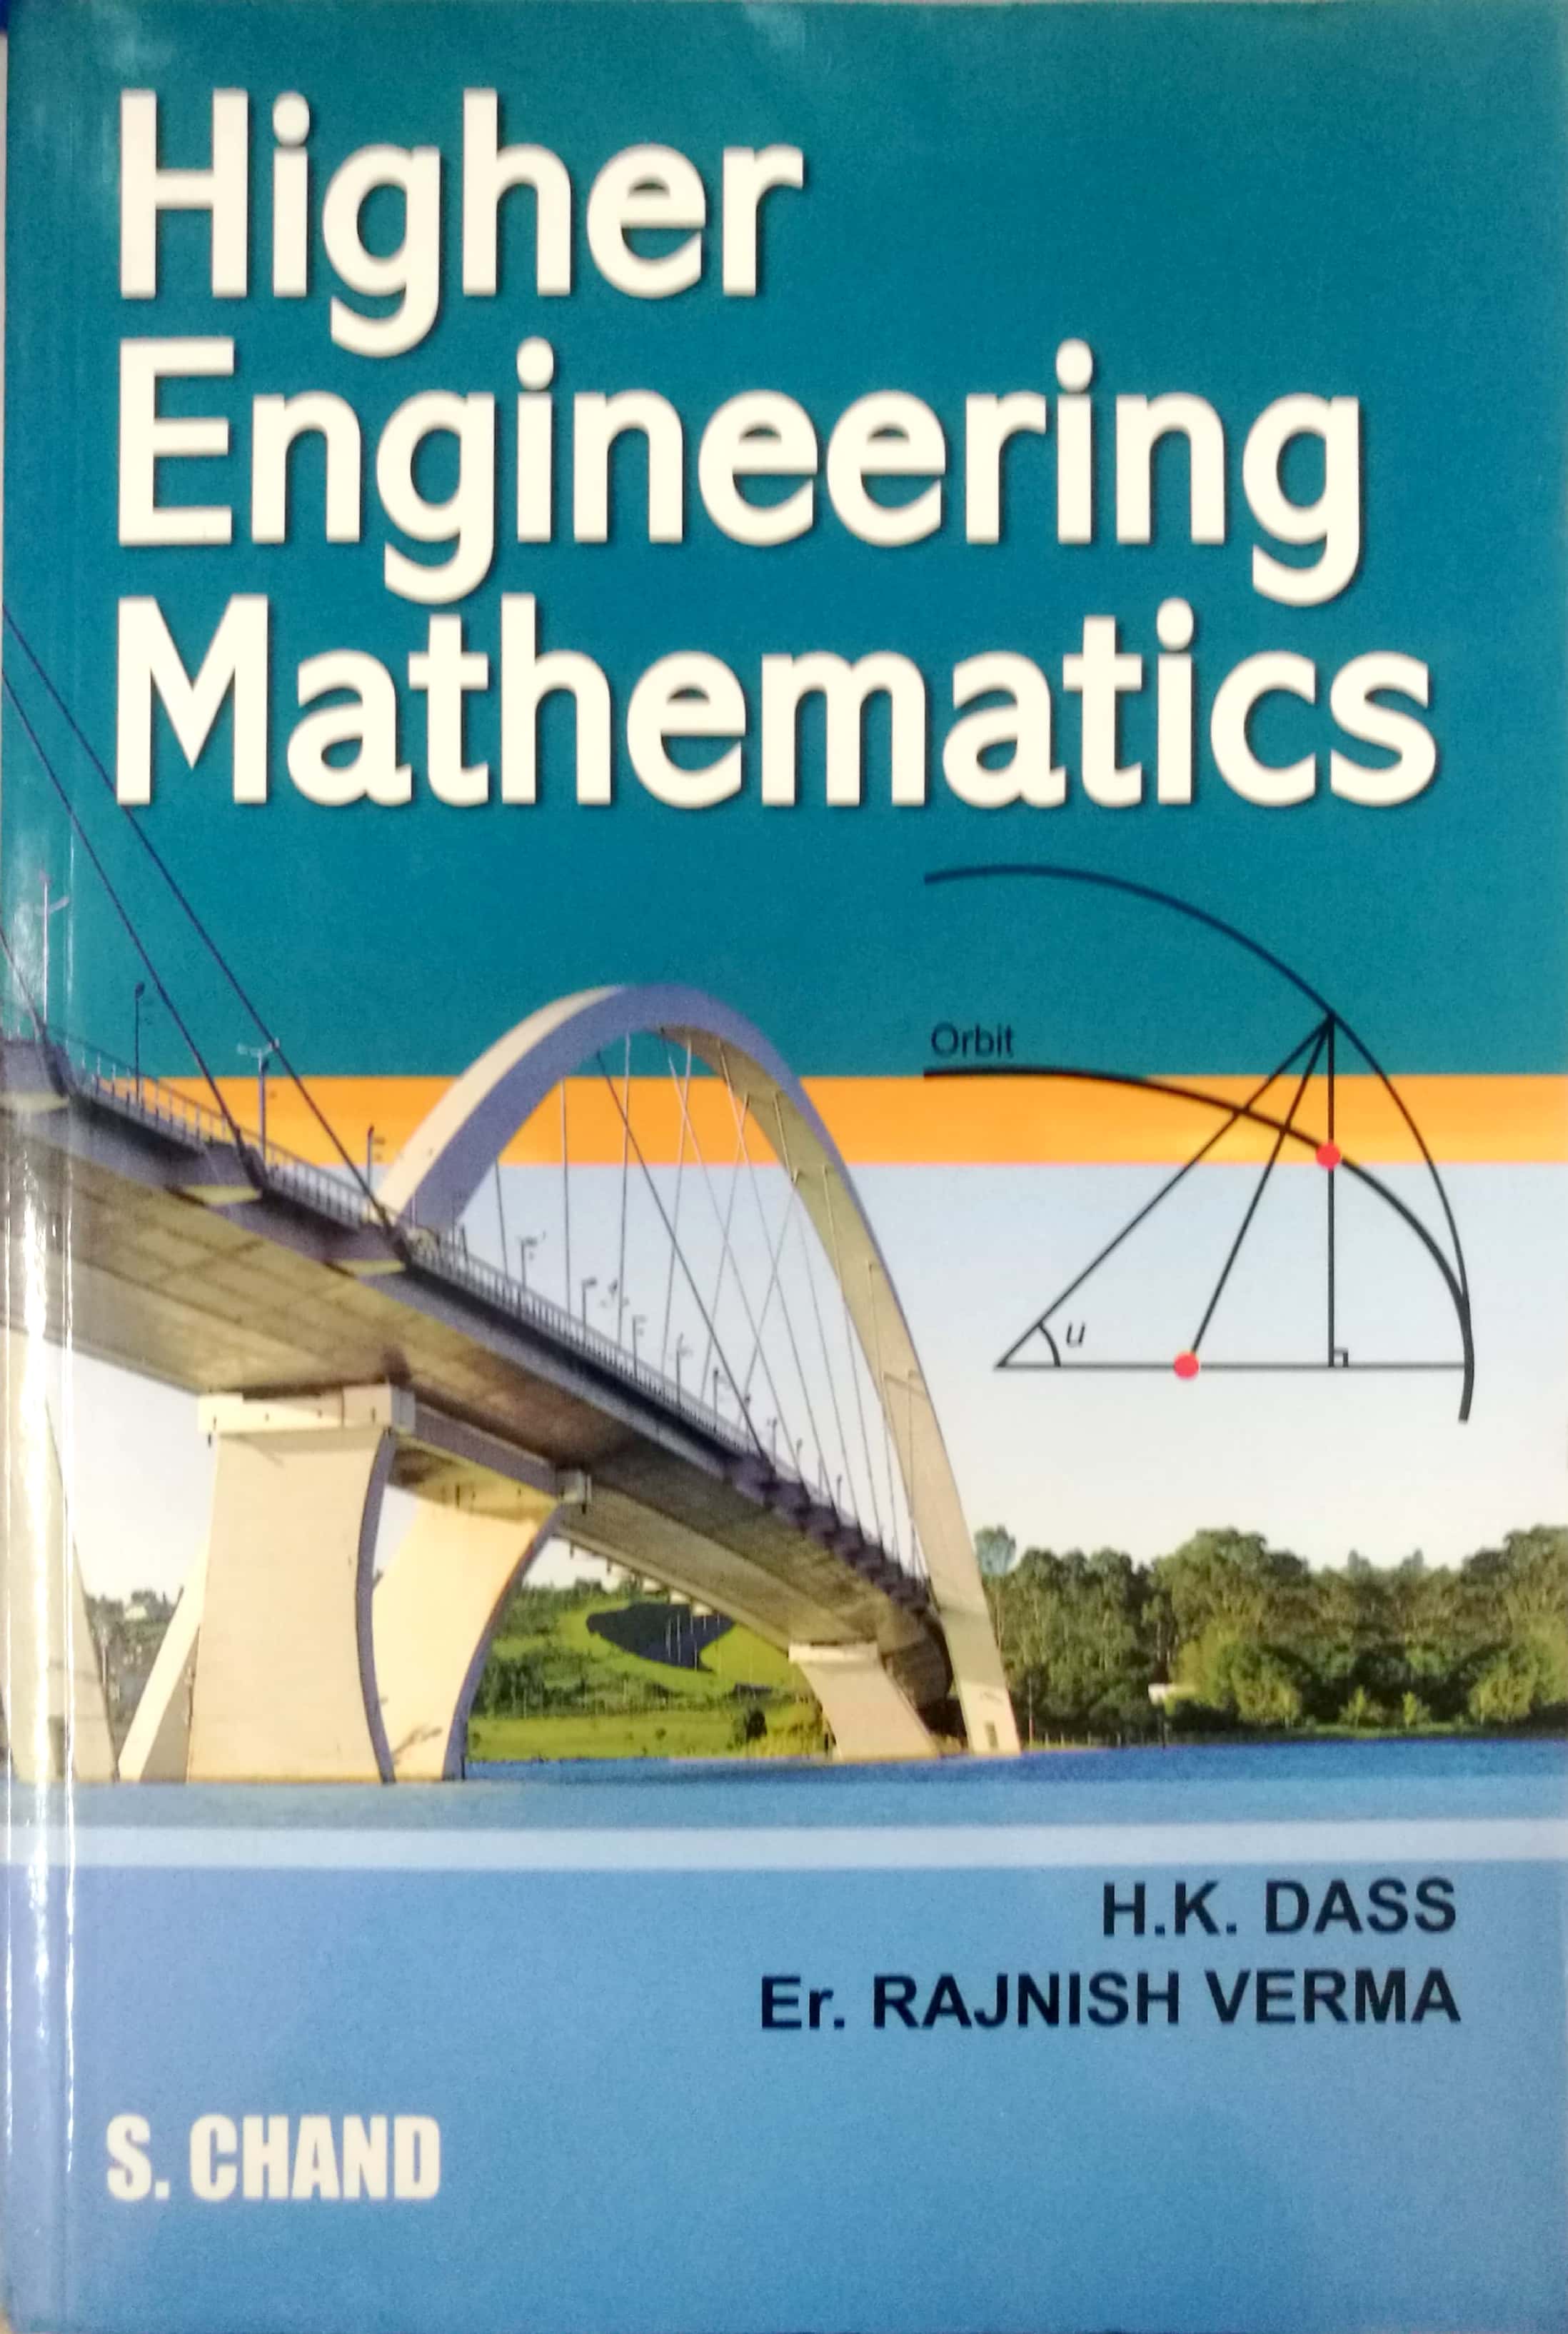 Higher
Engineering
Mathematics
Orbit
u
H.K. DASS
Er. RAJNISH VERMA
S. CHAND